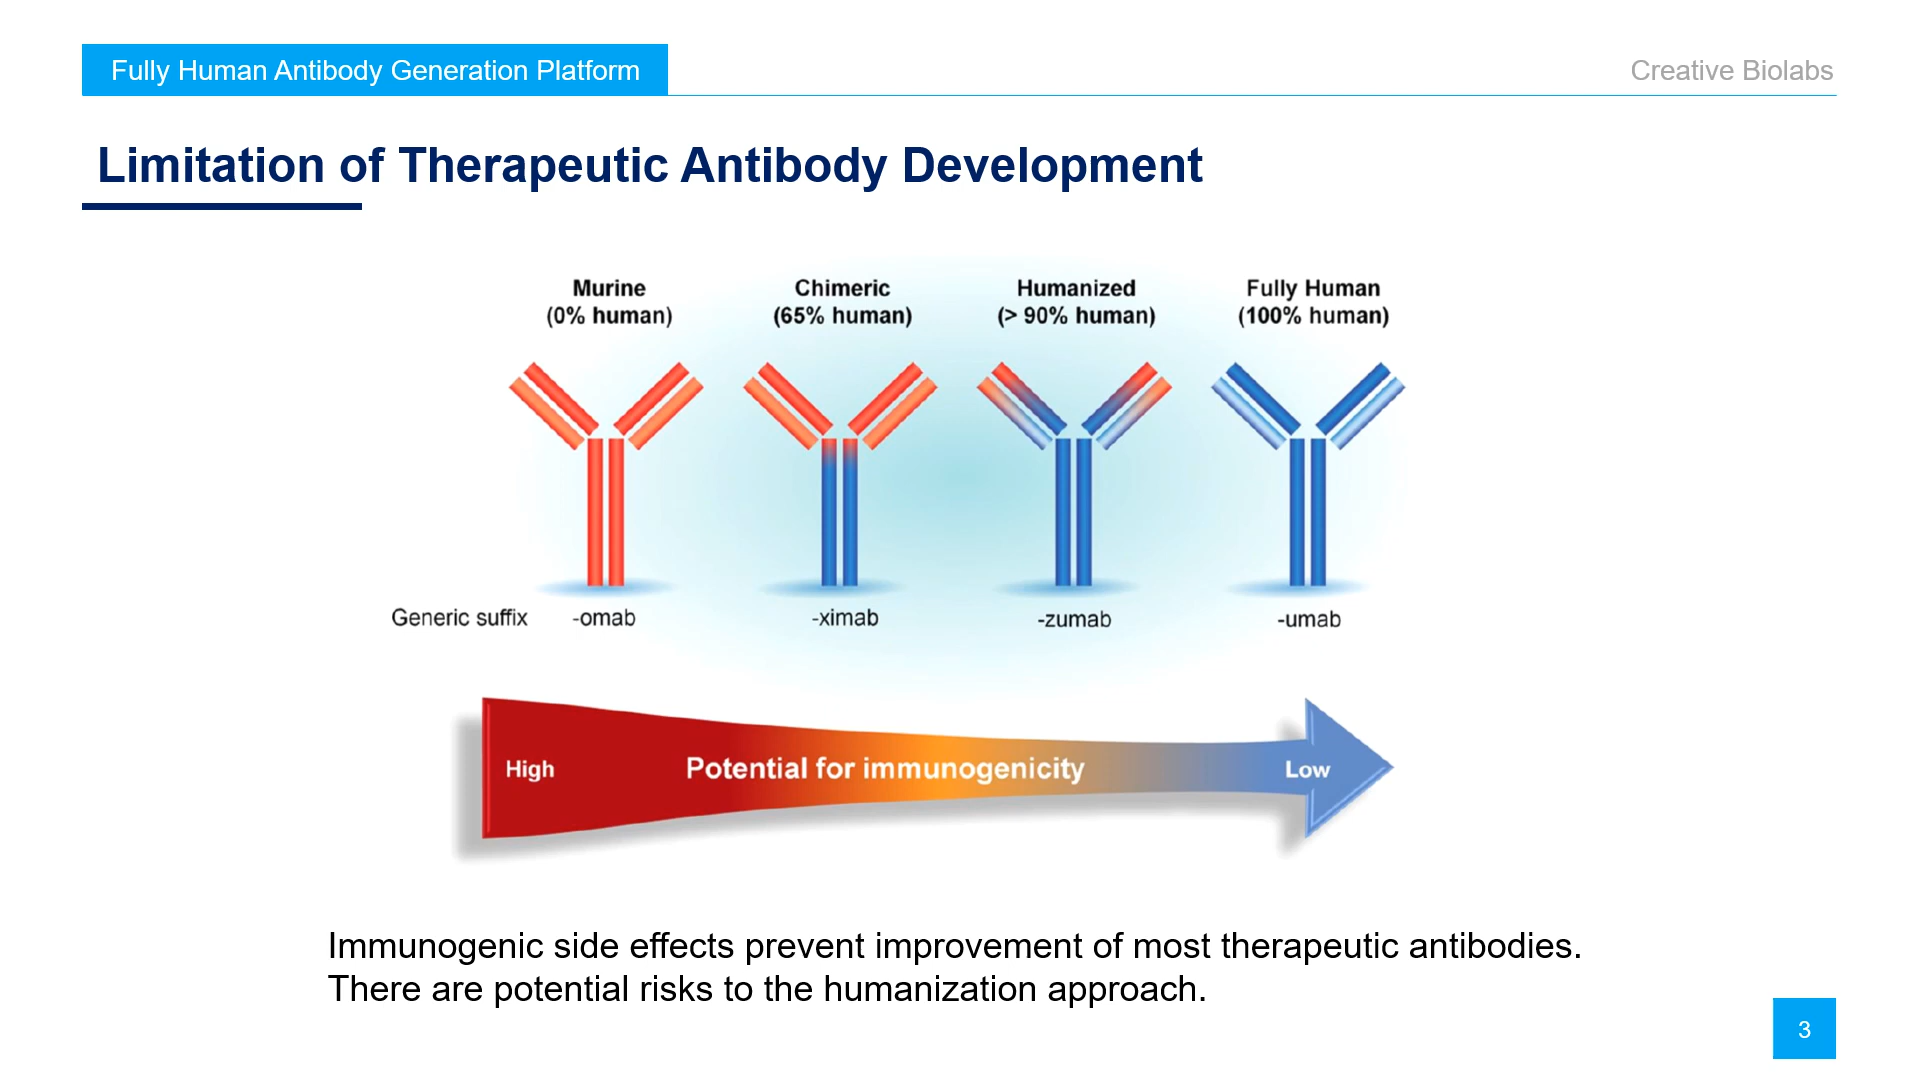 Fully Human Antibody Generation Platform
Creative Biolabs
Limitation of Therapeutic Antibody Development
Murine
(0% human)
Chimeric
(65% human)
Humanized
(> 90% human)
Fully Human
(100% human)
Generic suffix -omab -ximab -zumab -umab
High Potential for immunogenicity Low
Immunogenic side effects prevent improvement of most therapeutic antibodies.
There are potential risks to the humanization approach.
3